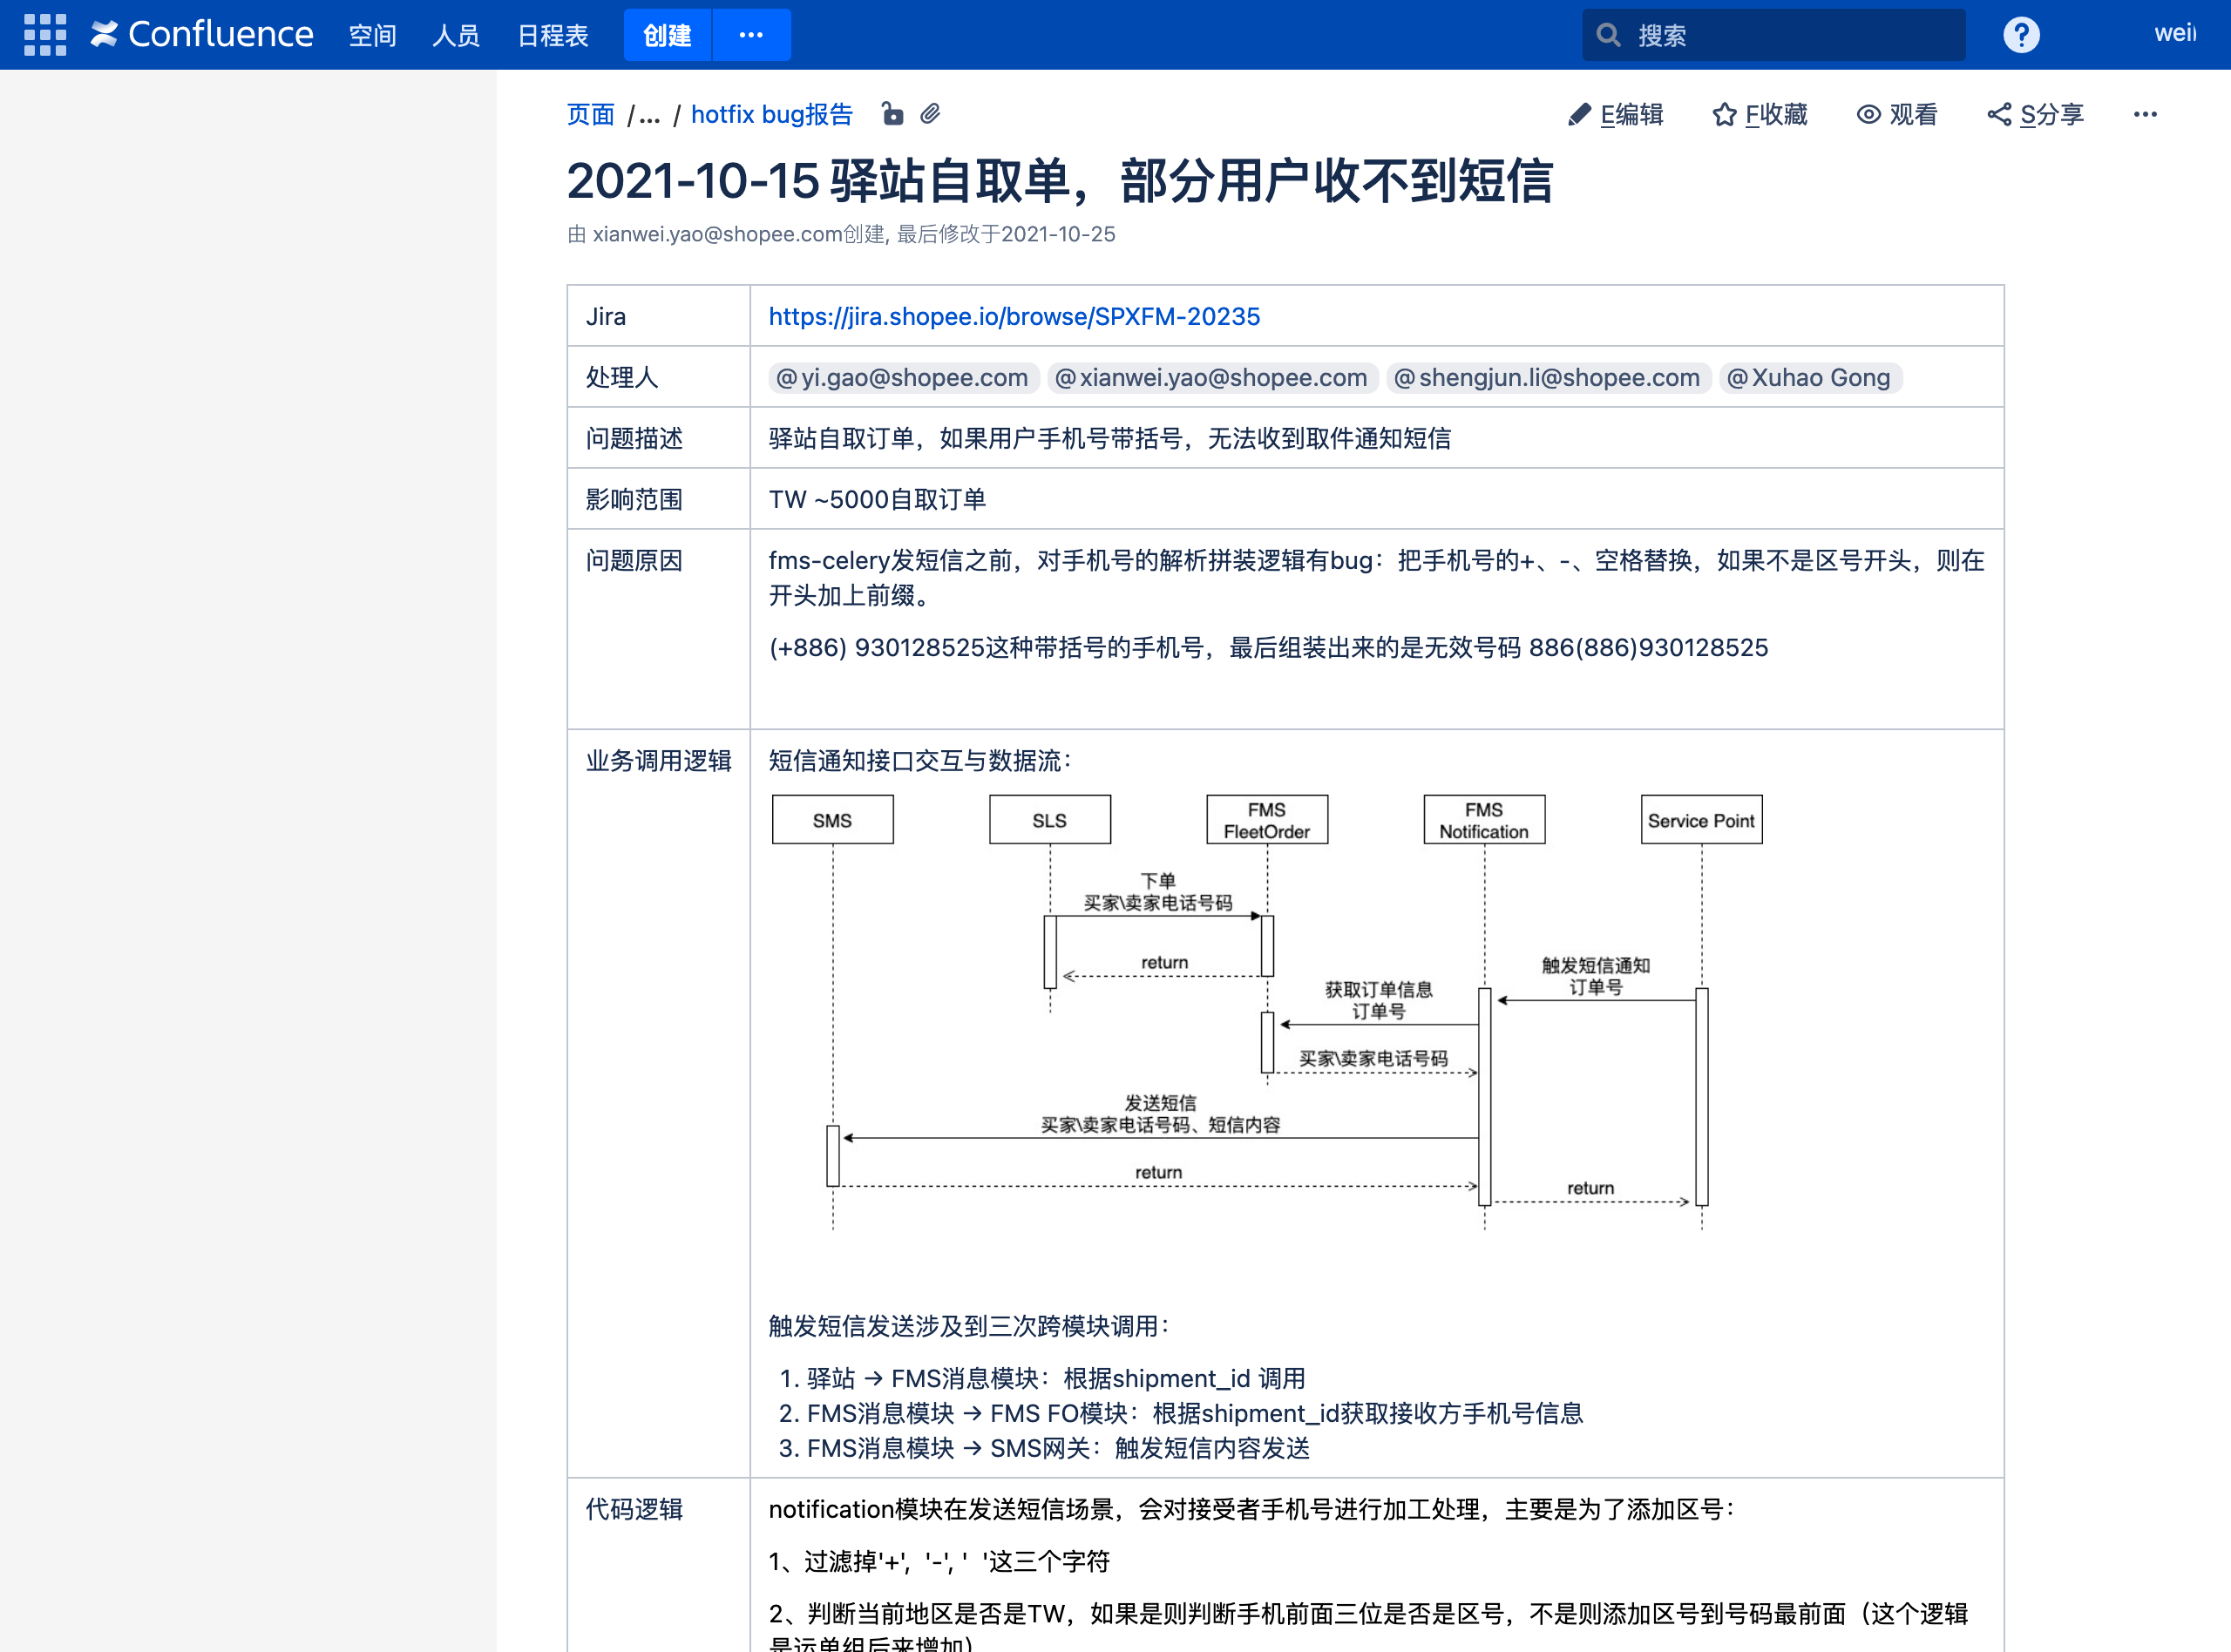 Confluence 空间 人员 日程表 创建 ••• 搜索 ?
页面 /... / hotfix bug报告 E编辑 F收藏 观看 S分享 •••
2021-10-15 驿站自取单，部分用户收不到短信
由 xianwei.yao@shopee.com创建, 最后修改于2021-10-25
Jira https://jira.shopee.io/browse/SPXFM-20235
处理人 @yi.gao@shopee.com @xianwei.yao@shopee.com @shengjun.li@shopee.com @Xuhao Gong
问题描述 驿站自取订单，如果用户手机号带括号，无法收到取件通知短信
影响范围 TW ~5000自取订单
问题原因 fms-celery发短信之前，对手机号的解析拼装逻辑有bug：把手机号的+、-、空格替换，如果不是区号开头，则在
开头加上前缀。
(+886) 930128525这种带括号的手机号，最后组装出来的是无效号码 886(886)930128525
业务调用逻辑 短信通知接口交互与数据流：
SMS SLS FMS FleetOrder FMS Notification Service Point
下单
买家\卖家电话号码
return
触发短信通知
订单号
获取订单信息
订单号
买家\卖家电话号码
发送短信
买家\卖家电话号码、短信内容
return
return
触发短信发送涉及到三次跨模块调用：
1. 驿站 → FMS消息模块：根据shipment_id 调用
2. FMS消息模块 → FMS FO模块：根据shipment_id获取接收方手机号信息
3. FMS消息模块 → SMS网关：触发短信内容发送
代码逻辑 notification模块在发送短信场景，会对接受者手机号进行加工处理，主要是为了添加区号：
1、过滤掉'+'，'-', ' '这三个字符
2、判断当前地区是否是TW，如果是则判断手机前面三位是否是区号，不是则添加区号到号码最前面（这个逻辑
是运单组后来增加）